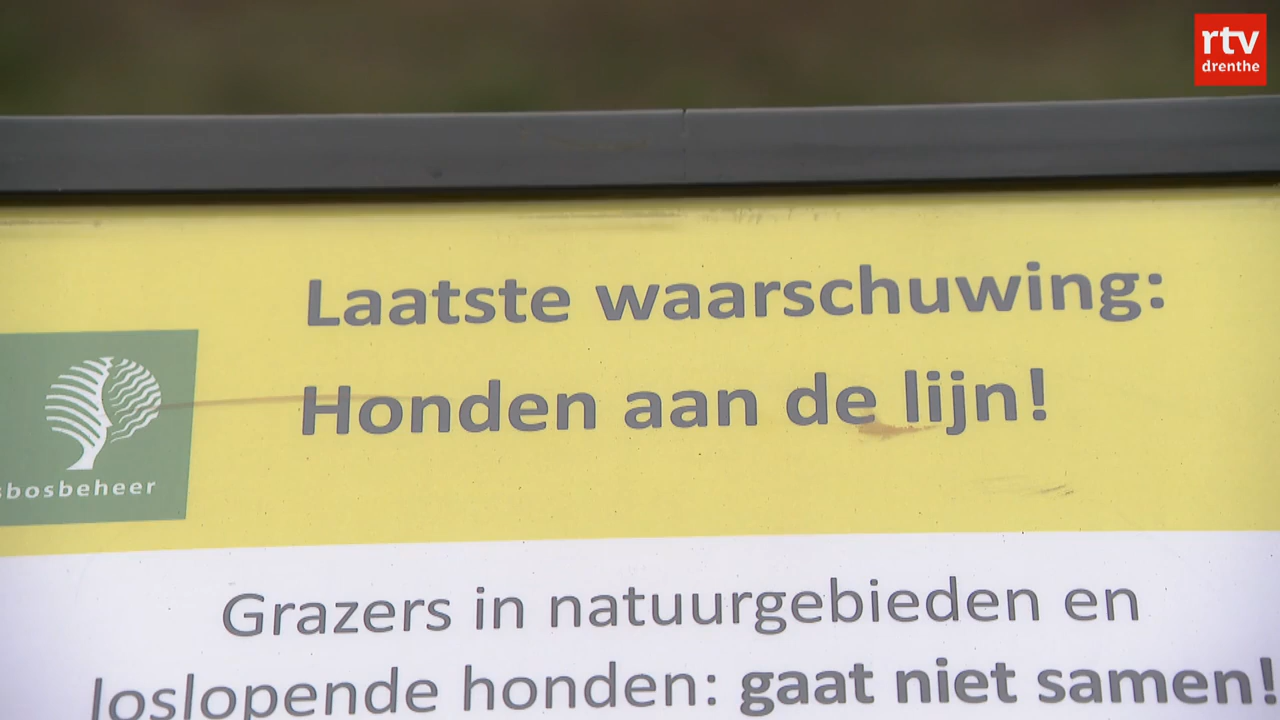 rtv
drenthe
Laatste waarschuwing:
Honden aan de lijn!
sbosbeheer
Grazers in natuurgebieden en
loslopende honden: gaat niet samen!